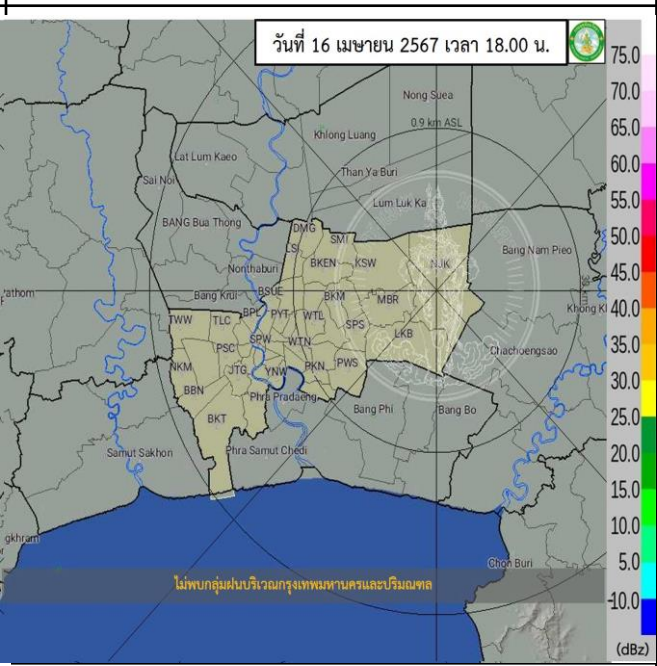 วันที่ 16 เมษายน 2567 เวลา 18.00 น.
75.0
70.0
65.0
60.0
55.0
50.0
45.0
40.0
35.0
30.0
25.0
20.0
15.0
10.0
5.0
-10.0
(dBz)
Nong Suea
0.9 km ASL
Khlong Luang
Lat Lum Kaeo
Than Ya Buri
Sai Noi
Lum Luk Ka
BANG Bua Thong
DMG
SMI
LSI
Bang Nam Pieo
BKEN
KSW
NJK
Nonthaburi
Bang Krui
BSUE
BKM
MBR
BPL
PYT
WTL
TWW
TLC
SPS
LKB
SPW
WTN
PSC
Chachoengsao
NKM
JTG
YNW
PKN
PWS
BBN
Phra Pradaeng
BKT
Bang Phi
Bang Bo
Samut Sakhon
Phra Samut Chedi
Chon Buri
ไม่พบกลุ่มฝนบริเวณกรุงเทพมหานครและปริมณฑล